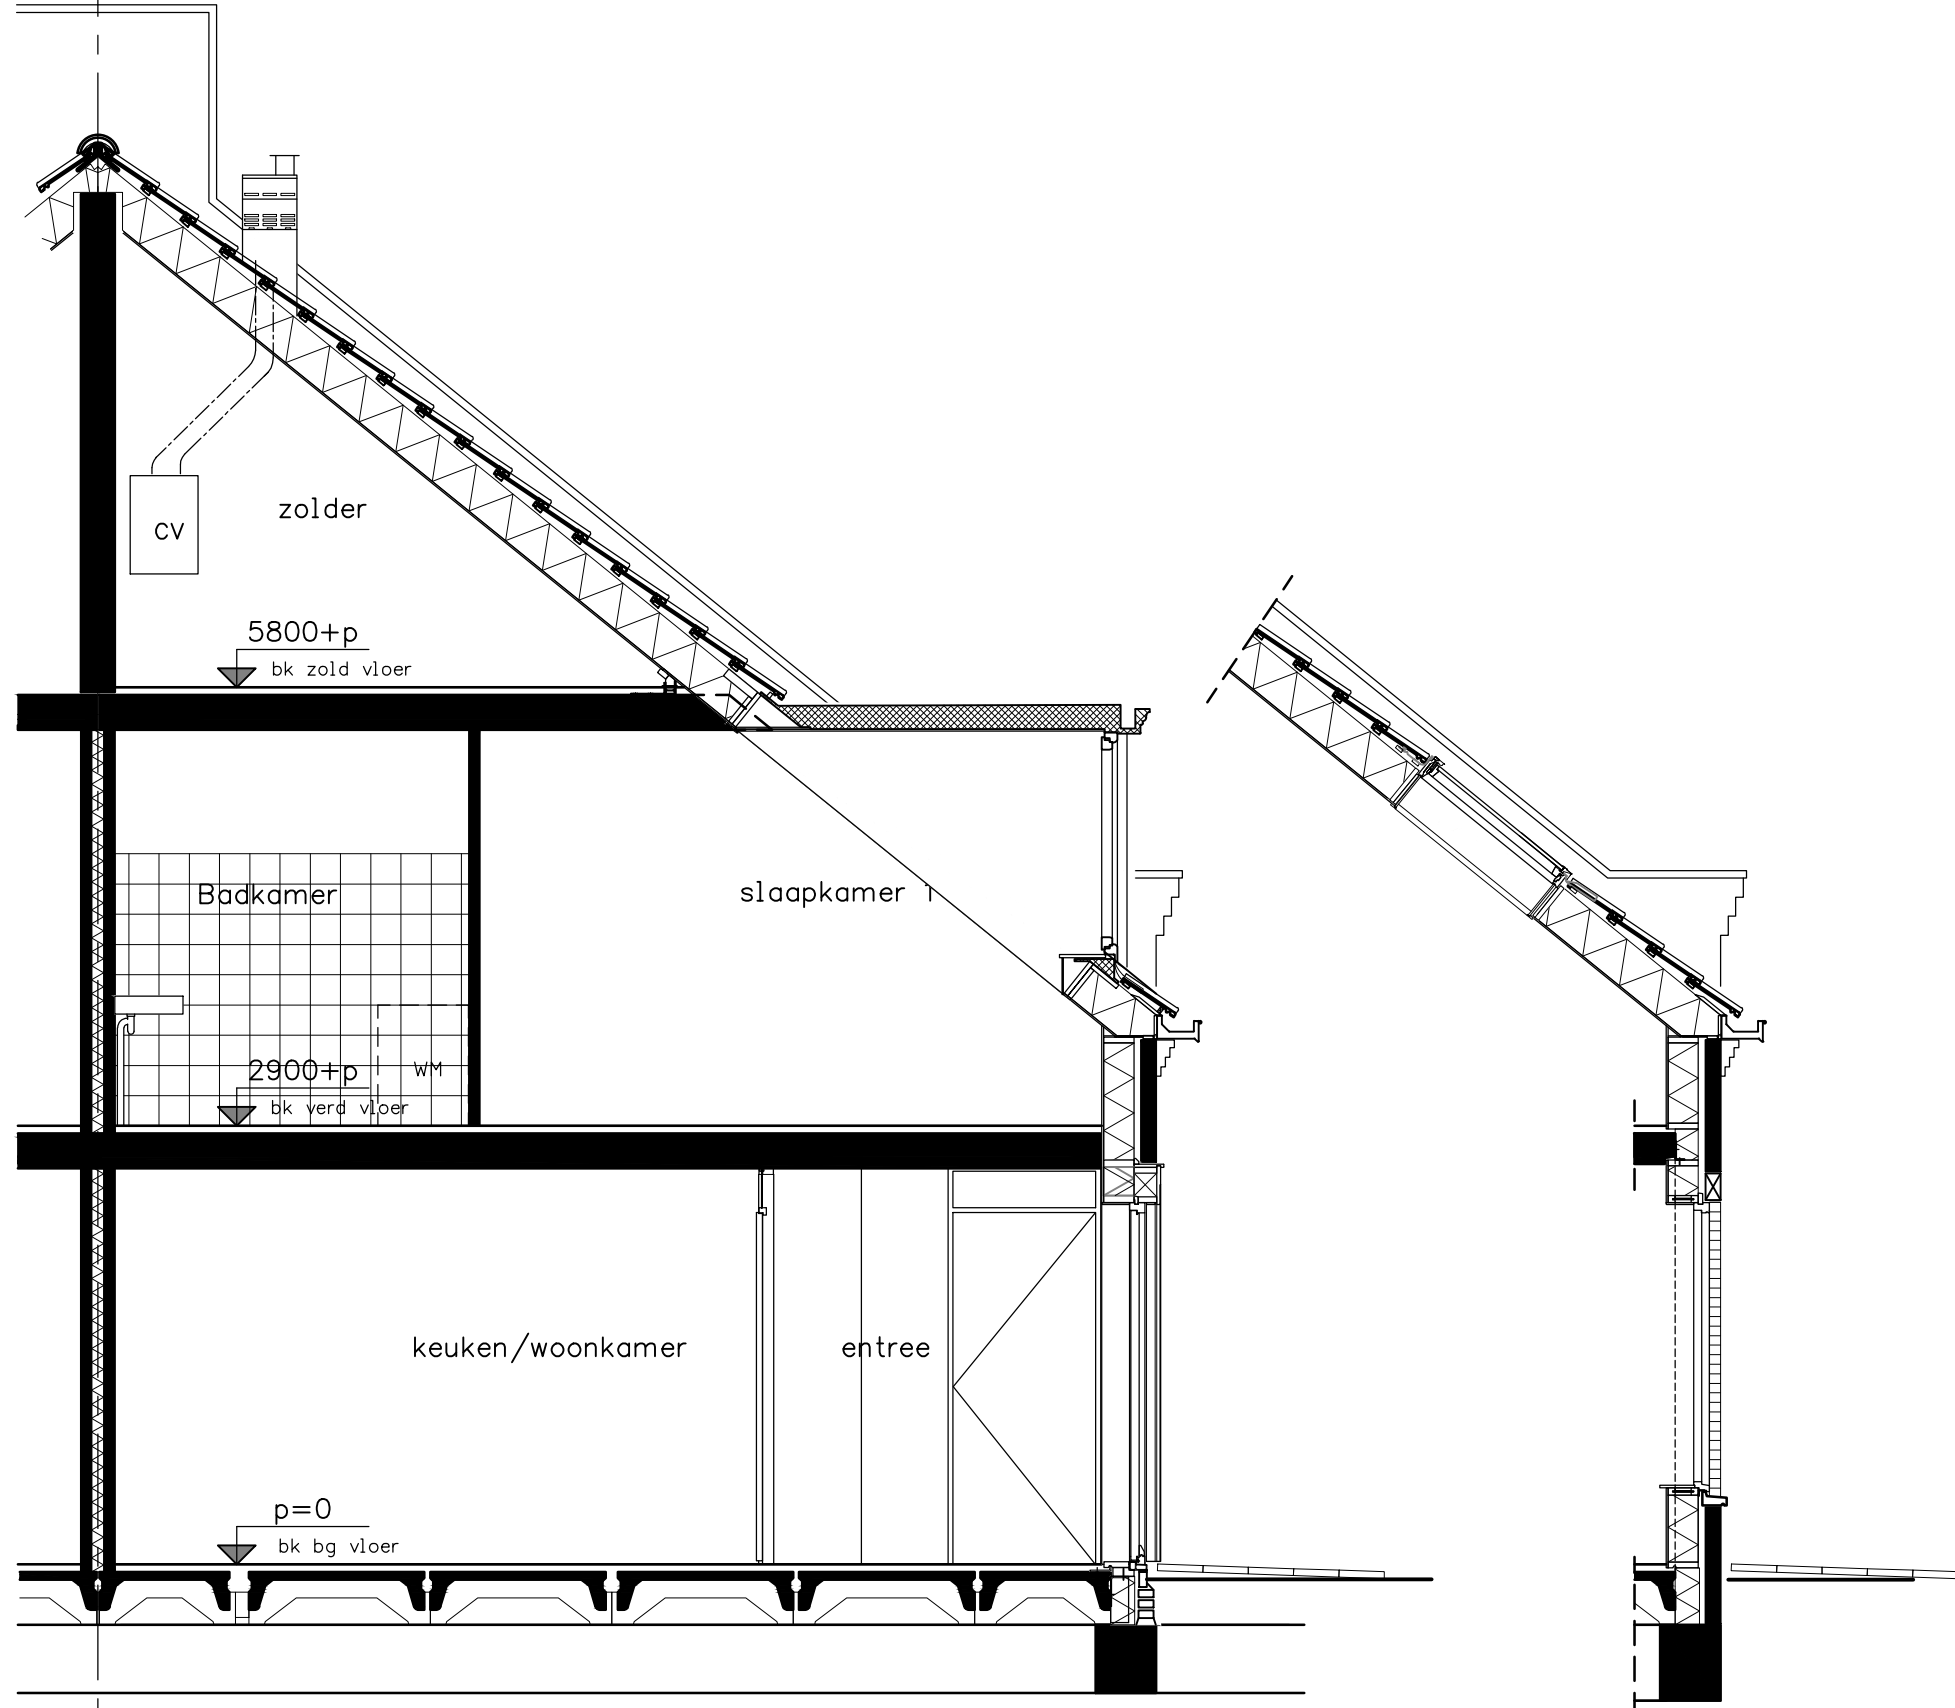 zolder
CV
5800+p
bk zold vloer
Badkamer
slaapkamer 1
2900+p
WM
bk verd vloer
keuken/woonkamer
entree
p=0
bk bg vloer